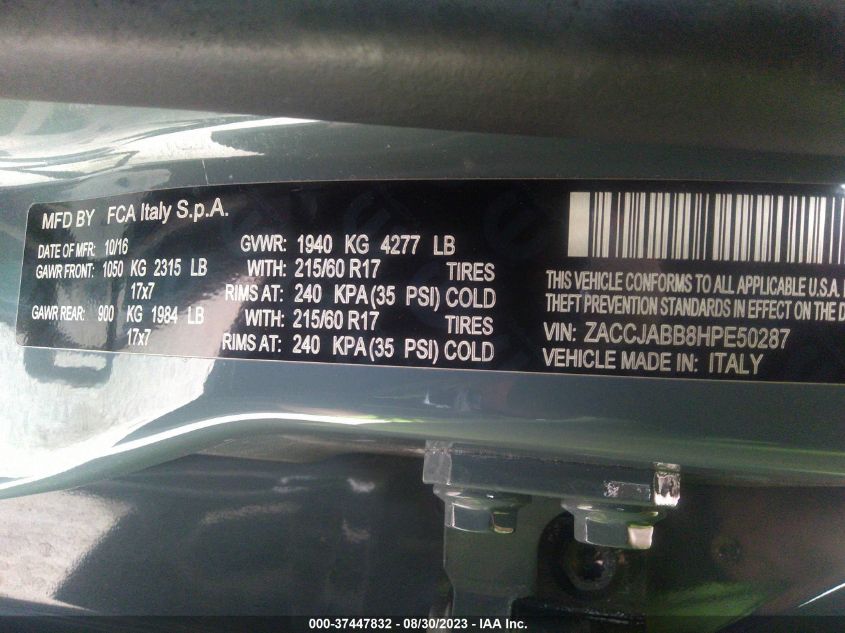 MFD BY FCA Italy S.p.A.
DATE OF MFR: 10/16
GVWR: 1940 KG 4277 LB
GAWR FRONT: 1050 KG 2315 LB
WITH: 215/60 R17 TIRES
17x7
RIMS AT: 240 KPA (35 PSI) COLD
GAWR REAR: 900 KG 1984 LB
WITH: 215/60 R17 TIRES
17x7
RIMS AT: 240 KPA (35 PSI) COLD
THIS VEHICLE CONFORMS TO ALL APPLICABLE U.S.A.
THEFT PREVENTION STANDARDS IN EFFECT ON THE D
VIN: ZACCJABB8HPE50287
VEHICLE MADE IN: ITALY
000-37447832 - 08/30/2023 - IAA Inc.